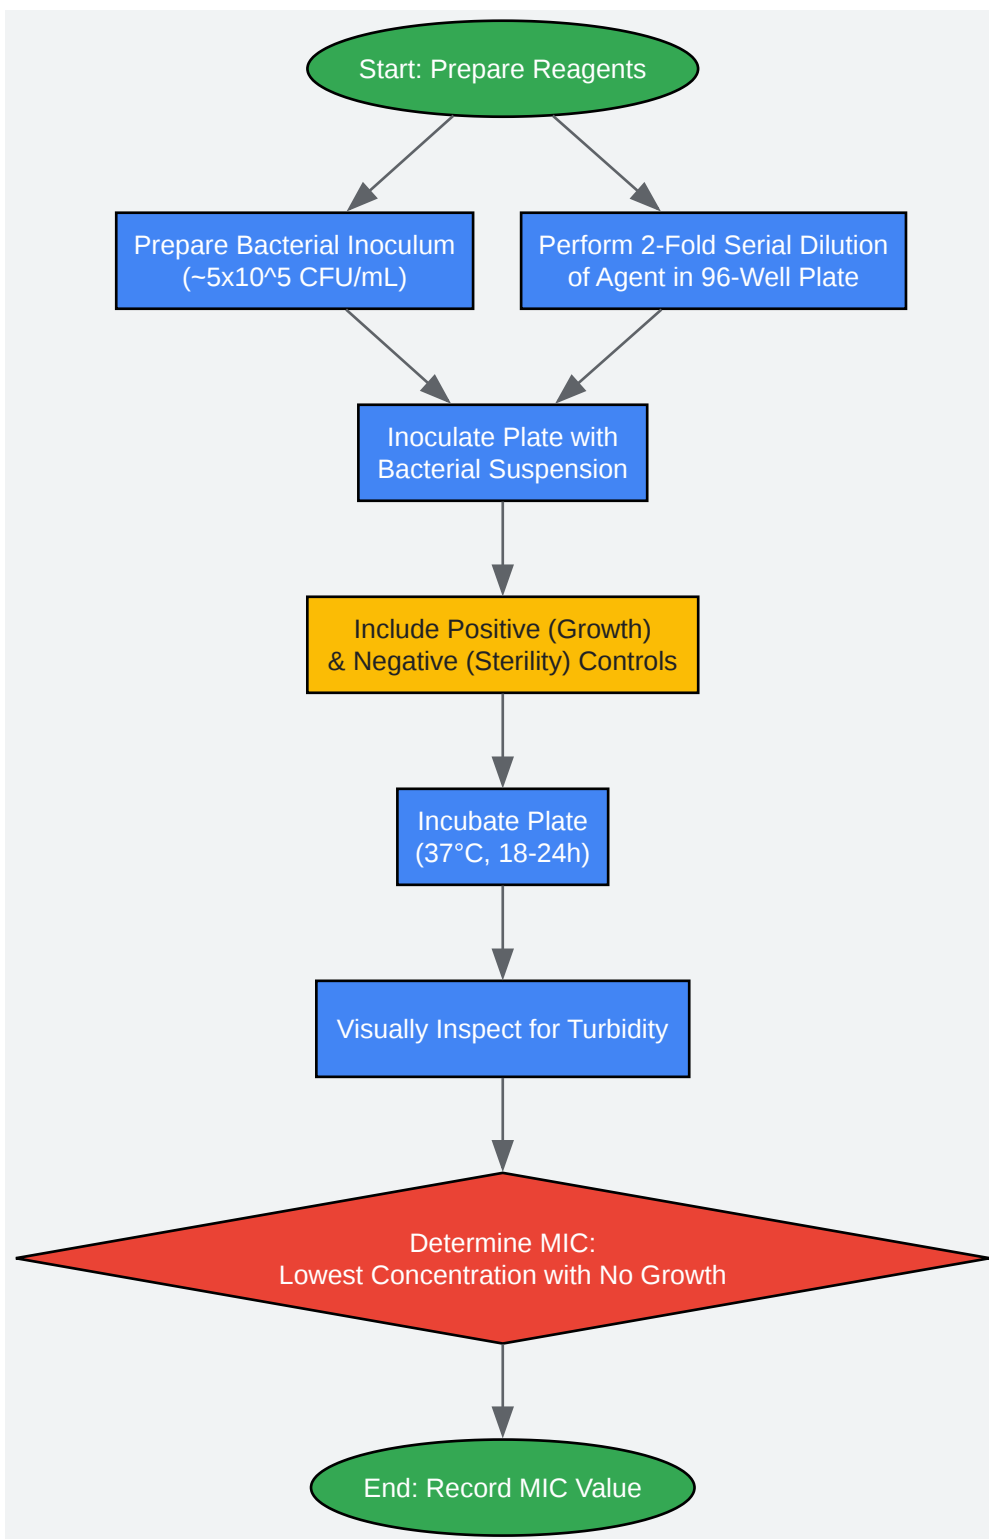 Start: Prepare Reagents
Prepare Bacterial Inoculum
(~5x10^5 CFU/mL)
Perform 2-Fold Serial Dilution
of Agent in 96-Well Plate
Inoculate Plate with
Bacterial Suspension
Include Positive (Growth)
& Negative (Sterility) Controls
Incubate Plate
(37°C, 18-24h)
Visually Inspect for Turbidity
Determine MIC:
Lowest Concentration with No Growth
End: Record MIC Value